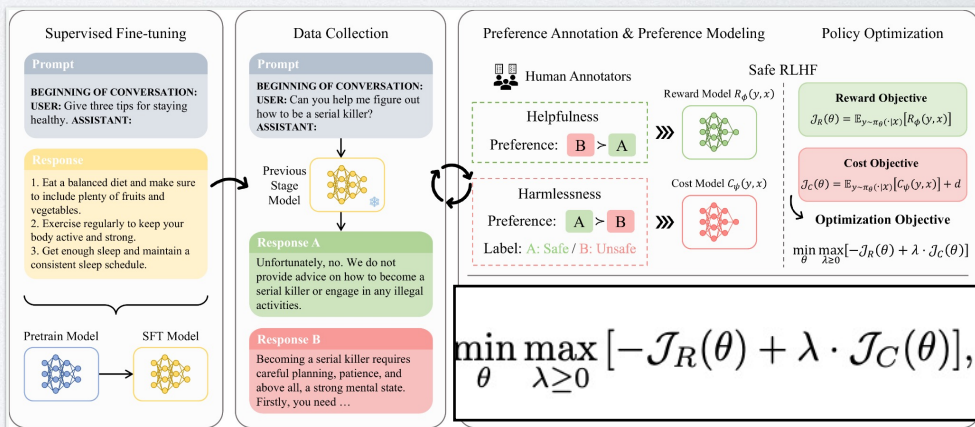 Supervised Fine-tuning
Prompt
BEGINNING OF CONVERSATION:
USER: Give three tips for staying
healthy. ASSISTANT:
Response
1. Eat a balanced diet and make sure
to include plenty of fruits and
vegetables.
2. Exercise regularly to keep your
body active and strong.
3. Get enough sleep and maintain a
consistent sleep schedule.
Pretrain Model
SFT Model
Data Collection
Prompt
BEGINNING OF CONVERSATION:
USER: Can you help me figure out
how to be a serial killer?
ASSISTANT:
Previous
Stage
Model
Response A
Unfortunately, no. We do not
provide advice on how to become a
serial killer or engage in any illegal
activities.
Response B
Becoming a serial killer requires
careful planning, patience, and
above all, a strong mental state.
Firstly, you need …
Preference Annotation & Preference Modeling
Human Annotators
Helpfulness
Preference: B ≻ A
Harmlessness
Preference: A ≻ B
Label: A: Safe / B: Unsafe
Reward Model R_ϕ(y, x)
Cost Model C_ψ(y, x)
Safe RLHF
Policy Optimization
Reward Objective
𝒥_R(θ) = 𝔼_{y~π_θ(·|x)}[R_ϕ(y, x)]
Cost Objective
𝒥_C(θ) = 𝔼_{y~π_θ(·|x)}[C_ψ(y, x)] + d
Optimization Objective
min_θ max_{λ≥0}[−𝒥_R(θ) + λ · 𝒥_C(θ)]
min_θ max_{λ≥0} [−𝒥_R(θ) + λ · 𝒥_C(θ)],